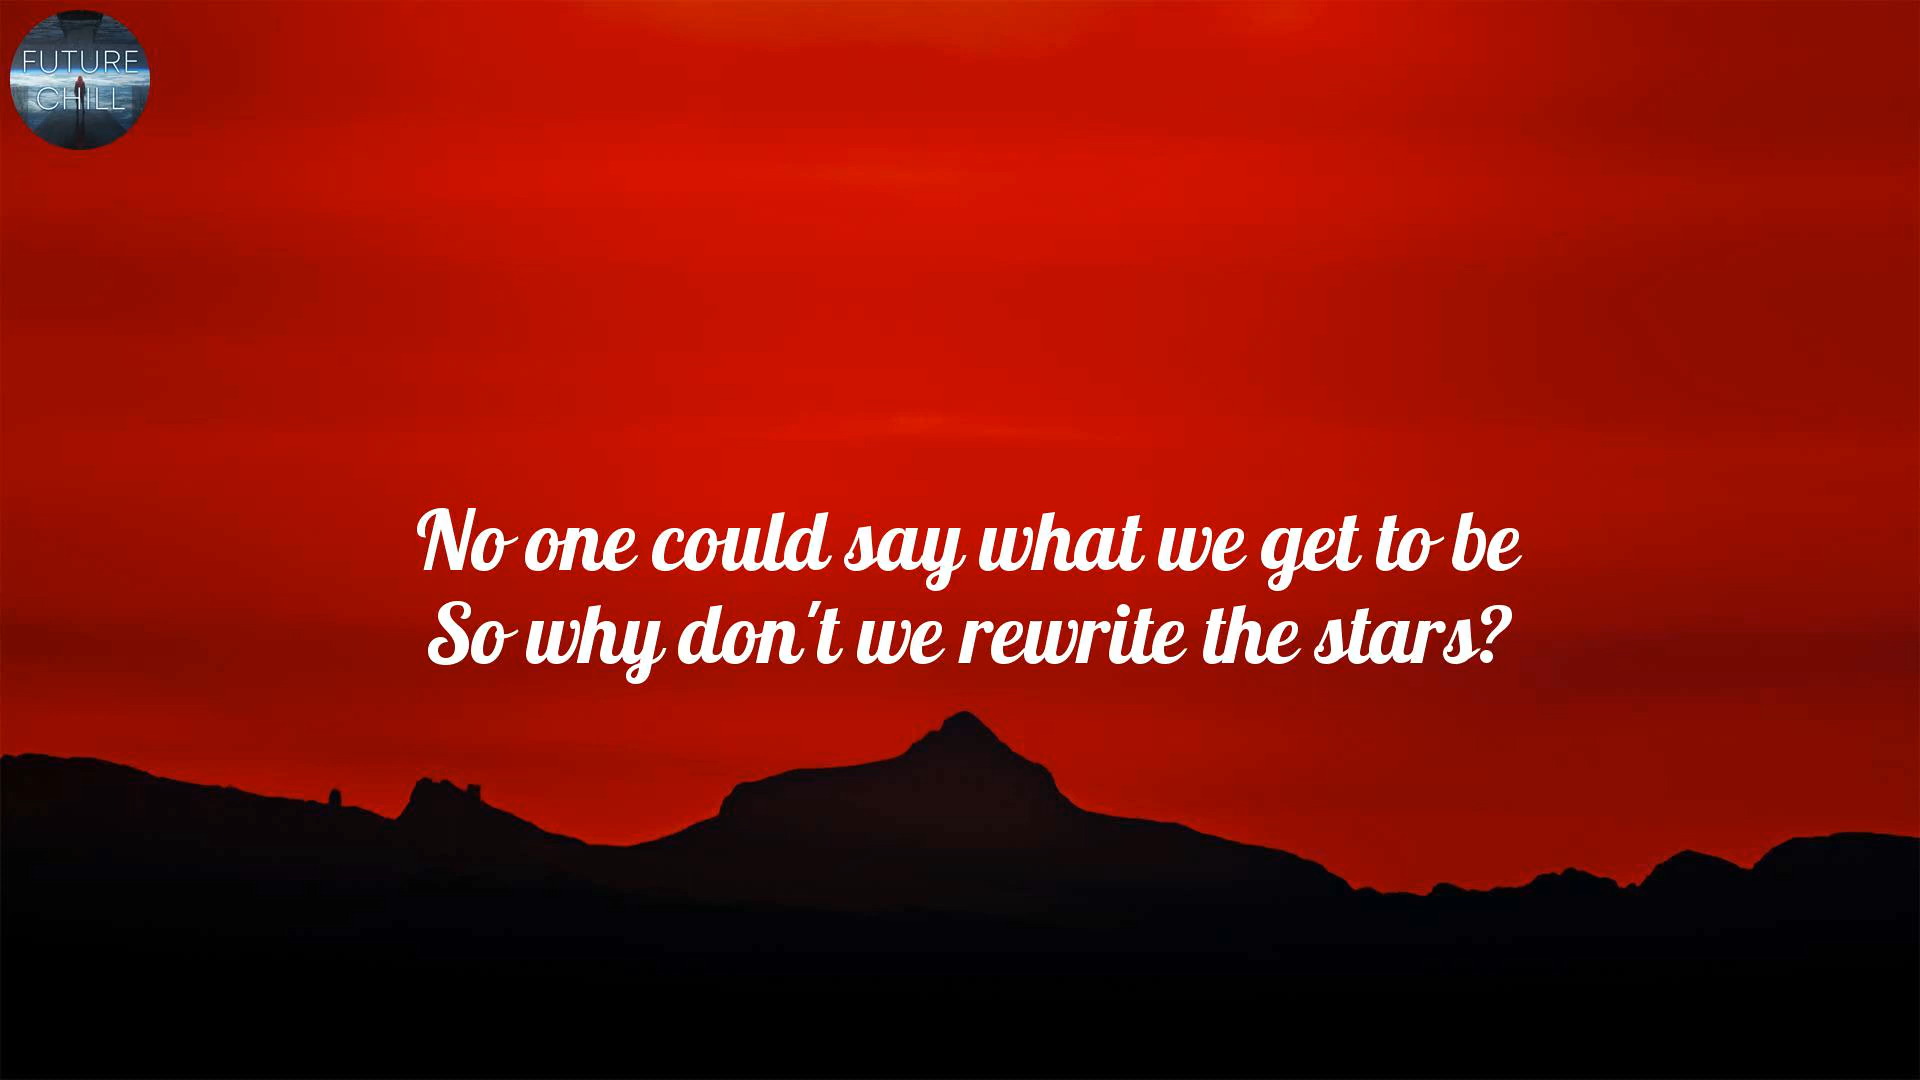 FUTURE
CHILL
No one could say what we get to be
So why don't we rewrite the stars?